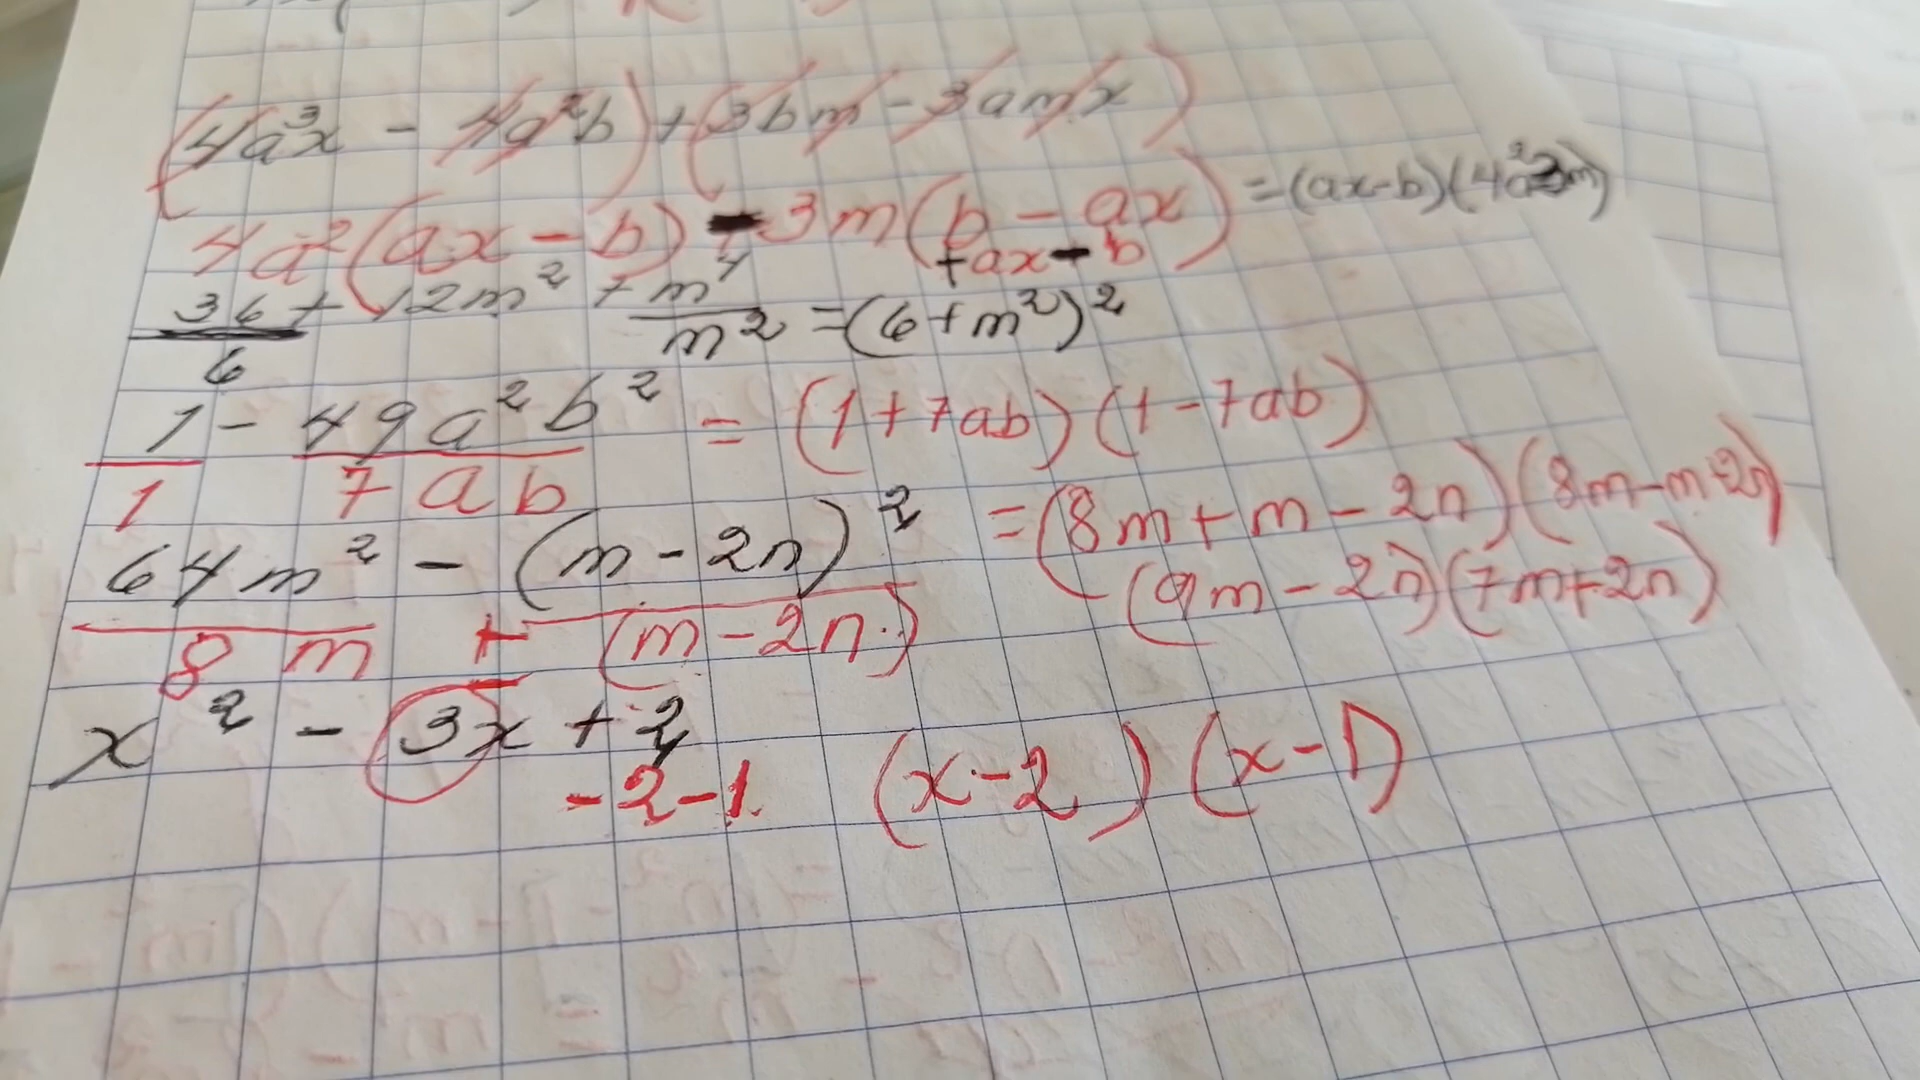 (4a³x - 4a²b) + (3bm - 3amx)
4a²(ax - b) - 3m(b - ax) = (ax-b)(4a²-3m)
+ax-b
36 + 12m² + m⁴ = (6+m²)²
6 m²
1 - 49a²b² = (1+7ab)(1-7ab)
1 7ab
64m² - (m-2n)² = (8m+m-2n)(8m-m+2n)
(9m-2n)(7m+2n)
8m + (m-2n)
x² - 3x + 2
-2-1 (x-2)(x-1)